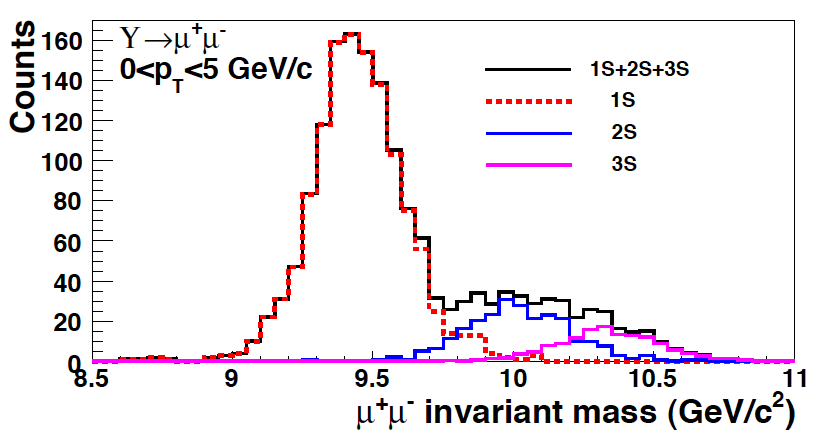 ϒ→μ⁺μ⁻
0<p_T<5 GeV/c
Counts
160
140
120
100
80
60
40
20
0
1S+2S+3S
1S
2S
3S
8.5 9 9.5 10 10.5 11
μ⁺μ⁻ invariant mass (GeV/c²)